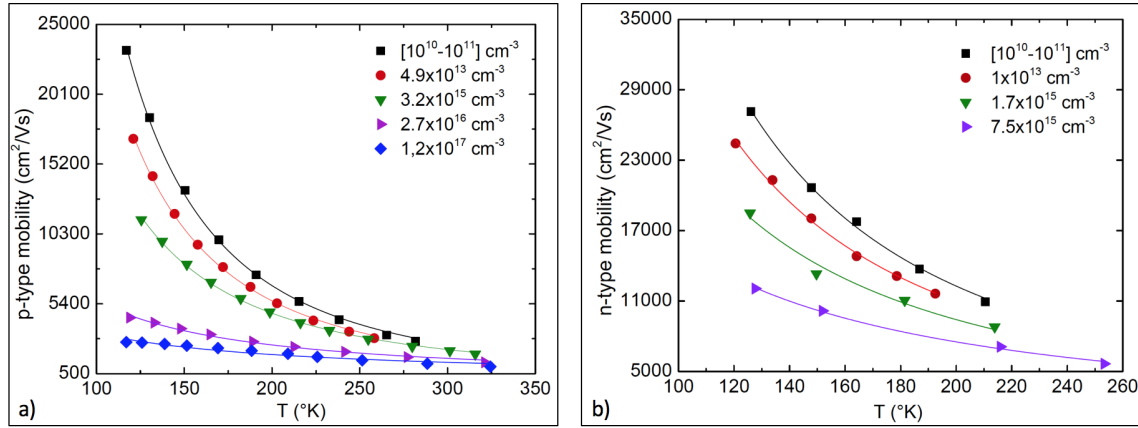 25000
20100
15200
10300
5400
500
p-type mobility (cm²/Vs)
[10¹⁰-10¹¹] cm⁻³
4.9x10¹³ cm⁻³
3.2x10¹⁵ cm⁻³
2.7x10¹⁶ cm⁻³
1,2x10¹⁷ cm⁻³
100 150 200 250 300 350
T (°K)
a)
35000
29000
23000
17000
11000
5000
n-type mobility (cm²/Vs)
[10¹⁰-10¹¹] cm⁻³
1x10¹³ cm⁻³
1.7x10¹⁵ cm⁻³
7.5x10¹⁵ cm⁻³
100 120 140 160 180 200 220 240 260
T (°K)
b)